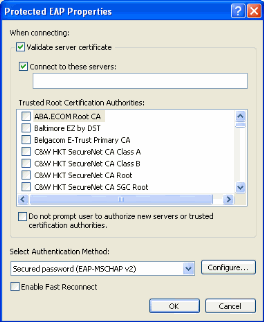 Protected EAP Properties
When connecting:
Validate server certificate
Connect to these servers:
Trusted Root Certification Authorities:
ABA.ECOM Root CA
Baltimore EZ by DST
Belgacom E-Trust Primary CA
C&W HKT SecureNet CA Class A
C&W HKT SecureNet CA Class B
C&W HKT SecureNet CA Root
C&W HKT SecureNet CA SGC Root
Do not prompt user to authorize new servers or trusted
certification authorities.
Select Authentication Method:
Secured password (EAP-MSCHAP v2)
Configure...
Enable Fast Reconnect
OK
Cancel